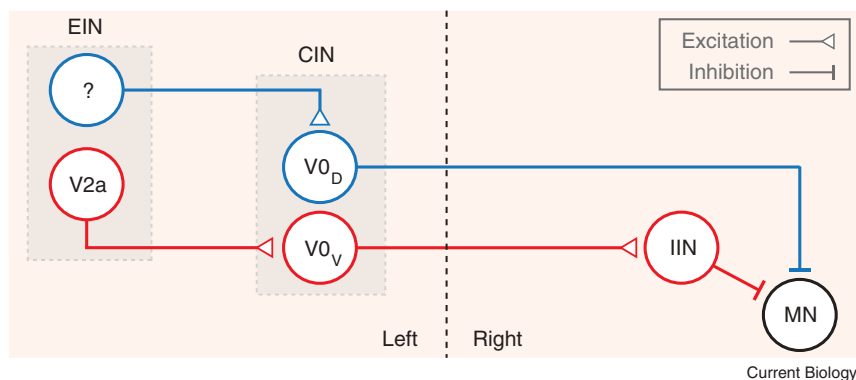 EIN
CIN
Excitation
Inhibition
?
V0D
V2a
V0V
IIN
MN
Left
Right
Current Biology